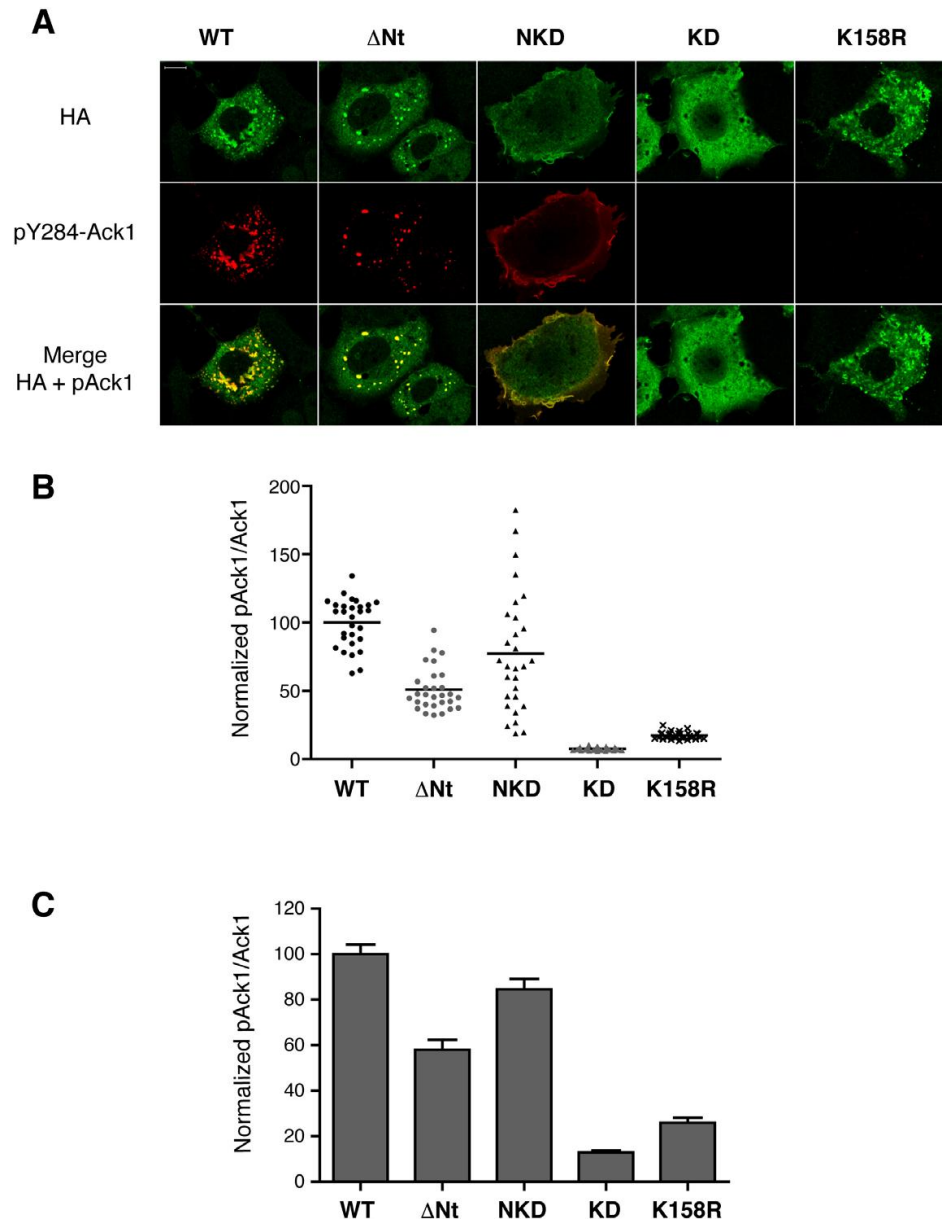 A
WT ΔNt NKD KD K158R
HA
pY284-Ack1
Merge
HA + pAck1
B
Normalized pAck1/Ack1
200
150
100
50
0
WT ΔNt NKD KD K158R
C
Normalized pAck1/Ack1
120
100
80
60
40
20
0
WT ΔNt NKD KD K158R